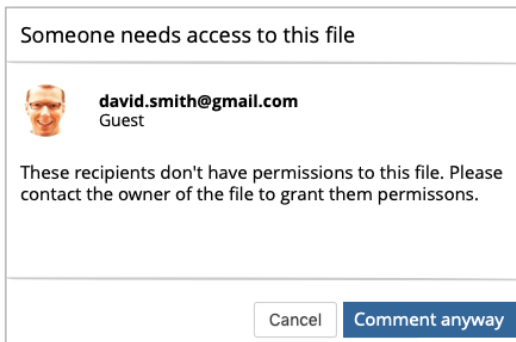 Someone needs access to this file
david.smith@gmail.com
Guest
These recipients don't have permissions to this file. Please
contact the owner of the file to grant them permissons.
Cancel
Comment anyway